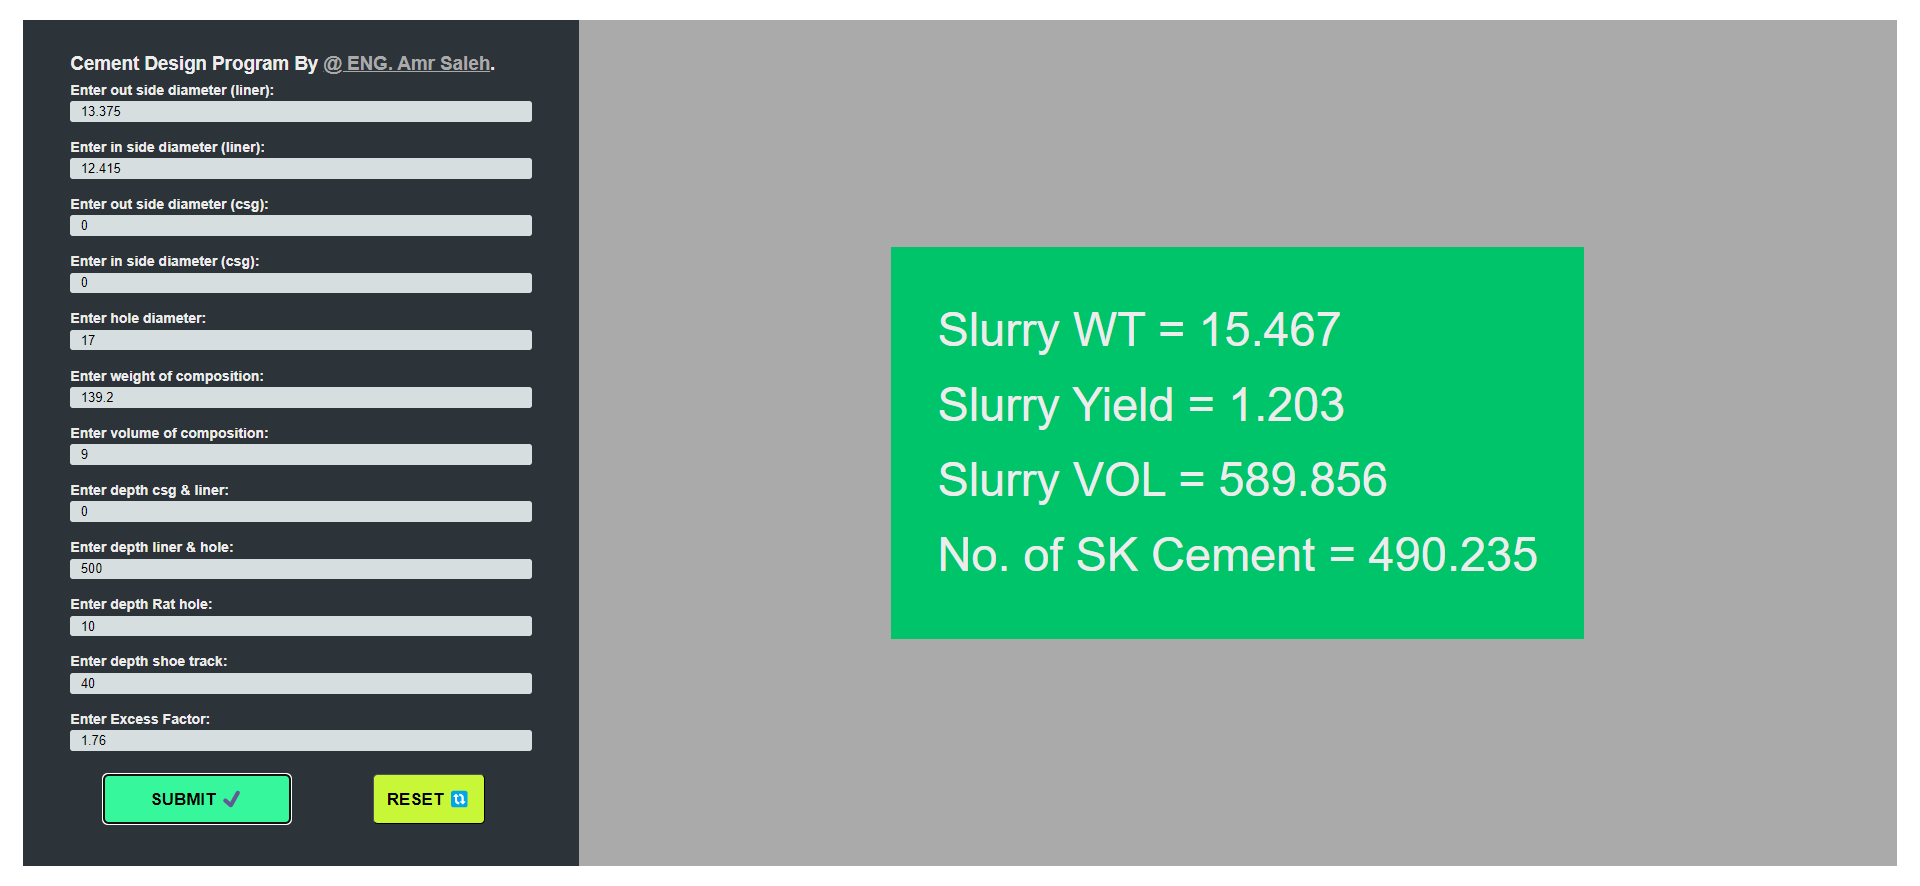 Cement Design Program By @ ENG. Amr Saleh.
Enter out side diameter (liner):
13.375
Enter in side diameter (liner):
12.415
Enter out side diameter (csg):
0
Enter in side diameter (csg):
0
Enter hole diameter:
17
Enter weight of composition:
139.2
Enter volume of composition:
9
Enter depth csg & liner:
0
Enter depth liner & hole:
500
Enter depth Rat hole:
10
Enter depth shoe track:
40
Enter Excess Factor:
1.76
SUBMIT ✔
RESET 🔃
Slurry WT = 15.467
Slurry Yield = 1.203
Slurry VOL = 589.856
No. of SK Cement = 490.235